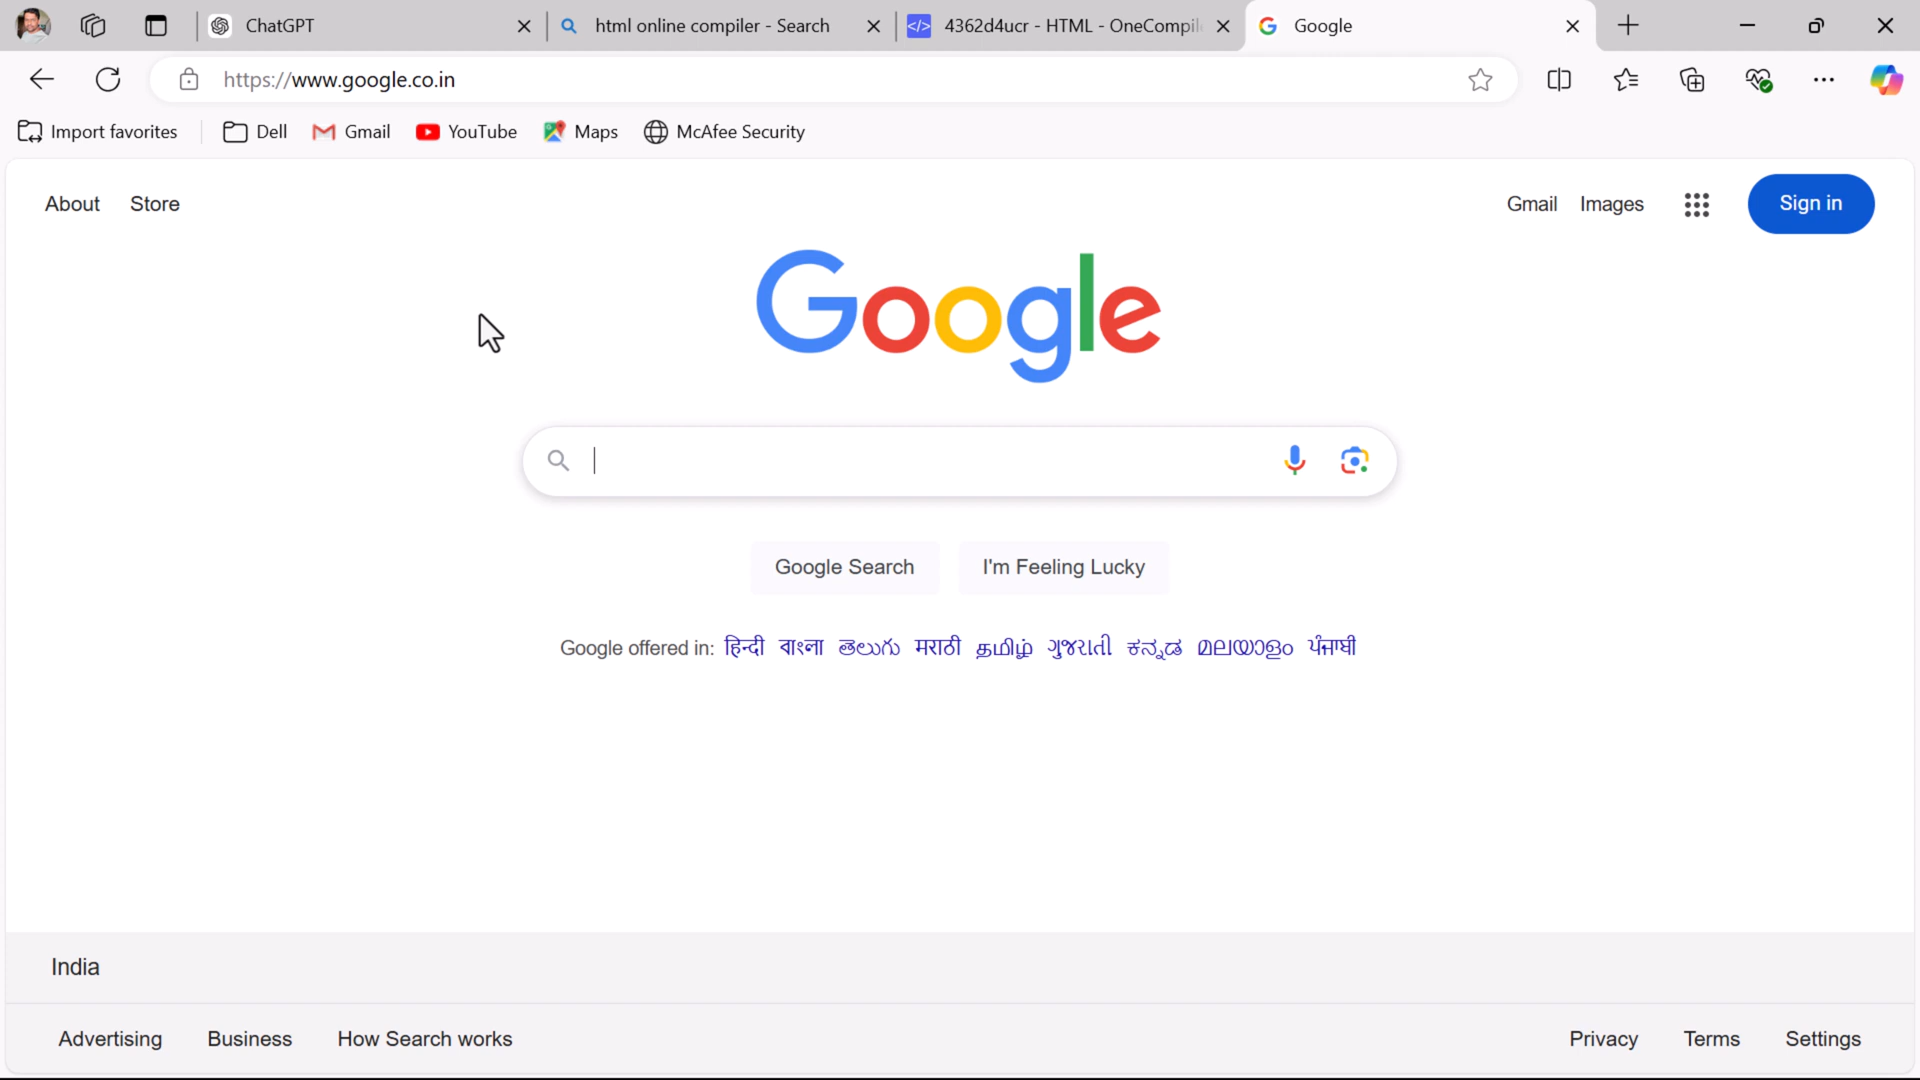 ChatGPT
html online compiler - Search
4362d4ucr - HTML - OneCompil
Google
https://www.google.co.in
Import favorites
Dell
Gmail
YouTube
Maps
McAfee Security
About
Store
Gmail
Images
Sign in
Google
Google Search
I'm Feeling Lucky
Google offered in: हिन्दी বাংলা తెలుగు मराठी தமிழ் ગુજરાતી ಕನ್ನಡ മലയാളം ਪੰਜਾਬੀ
India
Advertising
Business
How Search works
Privacy
Terms
Settings